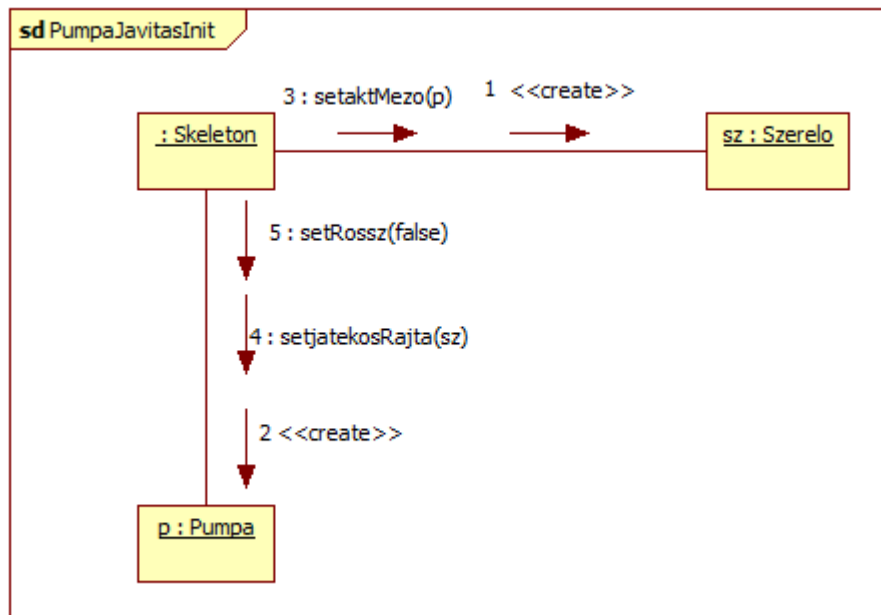 sd PumpaJavitasInit
3 : setaktMezo(p)
1 <<create>>
: Skeleton
sz : Szerelo
5 : setRossz(false)
4 : setjatekosRajta(sz)
2 <<create>>
p : Pumpa